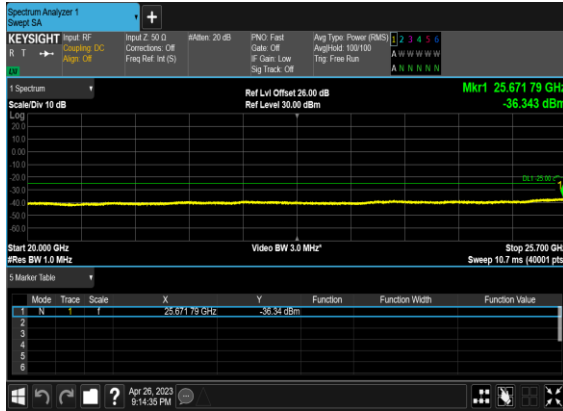 Spectrum Analyzer 1
Swept SA
+
KEYSIGHT Input: RF Input Z: 50 Ω #Atten: 20 dB PNO: Fast Avg Type: Power (RMS) 1 2 3 4 5 6
R T Coupling: DC Corrections: Off Gate: Off Avg|Hold: 100/100 A W W W W W
Align: Off Freq Ref: Int (S) IF Gain: Low Trig: Free Run
LU Sig Track: Off A N N N N N
1 Spectrum Ref Lvl Offset 26.00 dB Mkr1 25.671 79 GHz
Scale/Div 10 dB Ref Level 30.00 dBm -36.343 dBm
Log
20.0
10.0
0.00
-10.0
-20.0
DL1 -25.00
-30.0
-40.0
-50.0
-60.0
Start 20.000 GHz Video BW 3.0 MHz* Stop 25.700 GHz
#Res BW 1.0 MHz Sweep 10.7 ms (40001 pts
5 Marker Table
Mode Trace Scale X Y Function Function Width Function Value
1 N 1 f 25.671 79 GHz -36.34 dBm
2
3
4
5
6
? Apr 26, 2023
9:14:35 PM